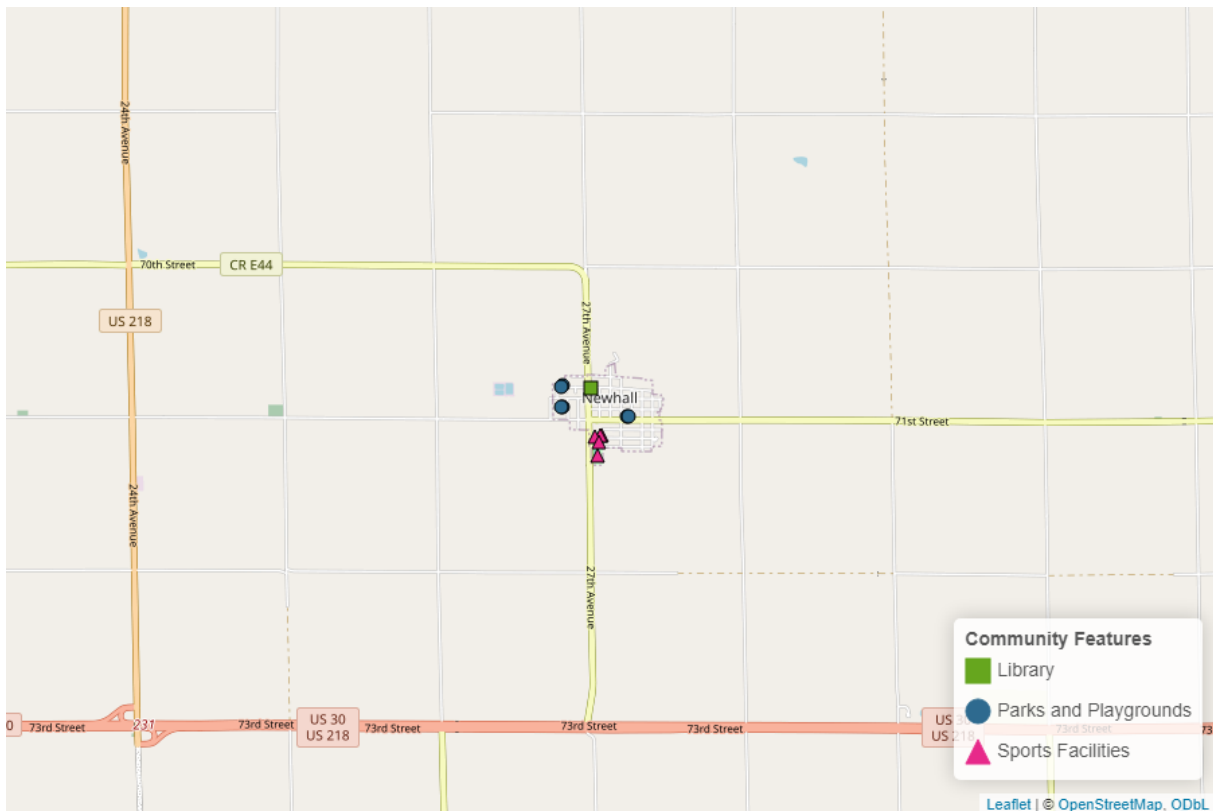 24th Avenue
70th Street
CR E44
US 218
27th Avenue
Newhall
71st Street
24th Avenue
27th Avenue
Community Features
Library
Parks and Playgrounds
Sports Facilities
0
73rd Street
231
73rd Street
US 30
US 218
73rd Street
73rd Street
73rd Street
US 30
US 218
73rd Street
73
Leaflet | © OpenStreetMap, ODbL